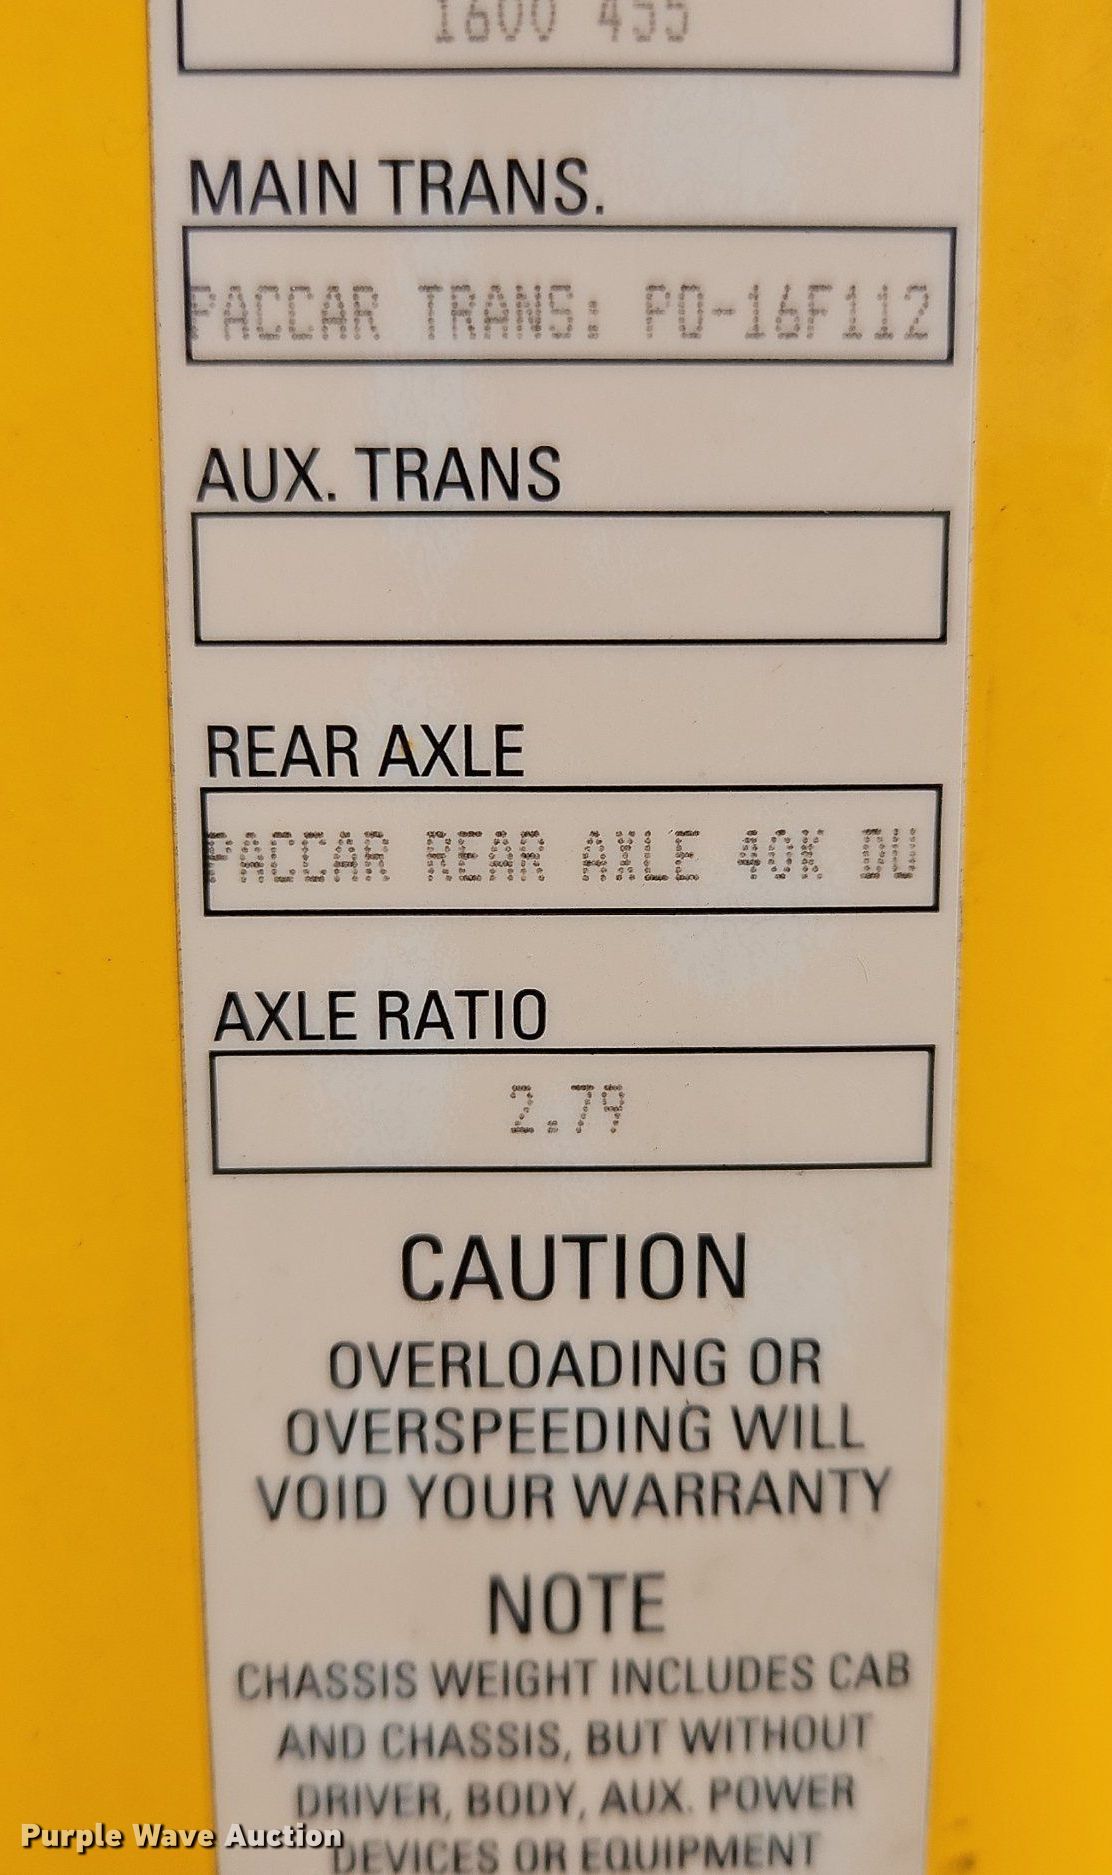 1600 455
MAIN TRANS.
PACCAR TRANS: PO-16F112
AUX. TRANS
REAR AXLE
PACCAR REAR AXLE 40K DU
AXLE RATIO
2.79
CAUTION
OVERLOADING OR
OVERSPEEDING WILL
VOID YOUR WARRANTY
NOTE
CHASSIS WEIGHT INCLUDES CAB
AND CHASSIS, BUT WITHOUT
DRIVER, BODY, AUX. POWER
DEVICES OR EQUIPMENT
Purple Wave Auction